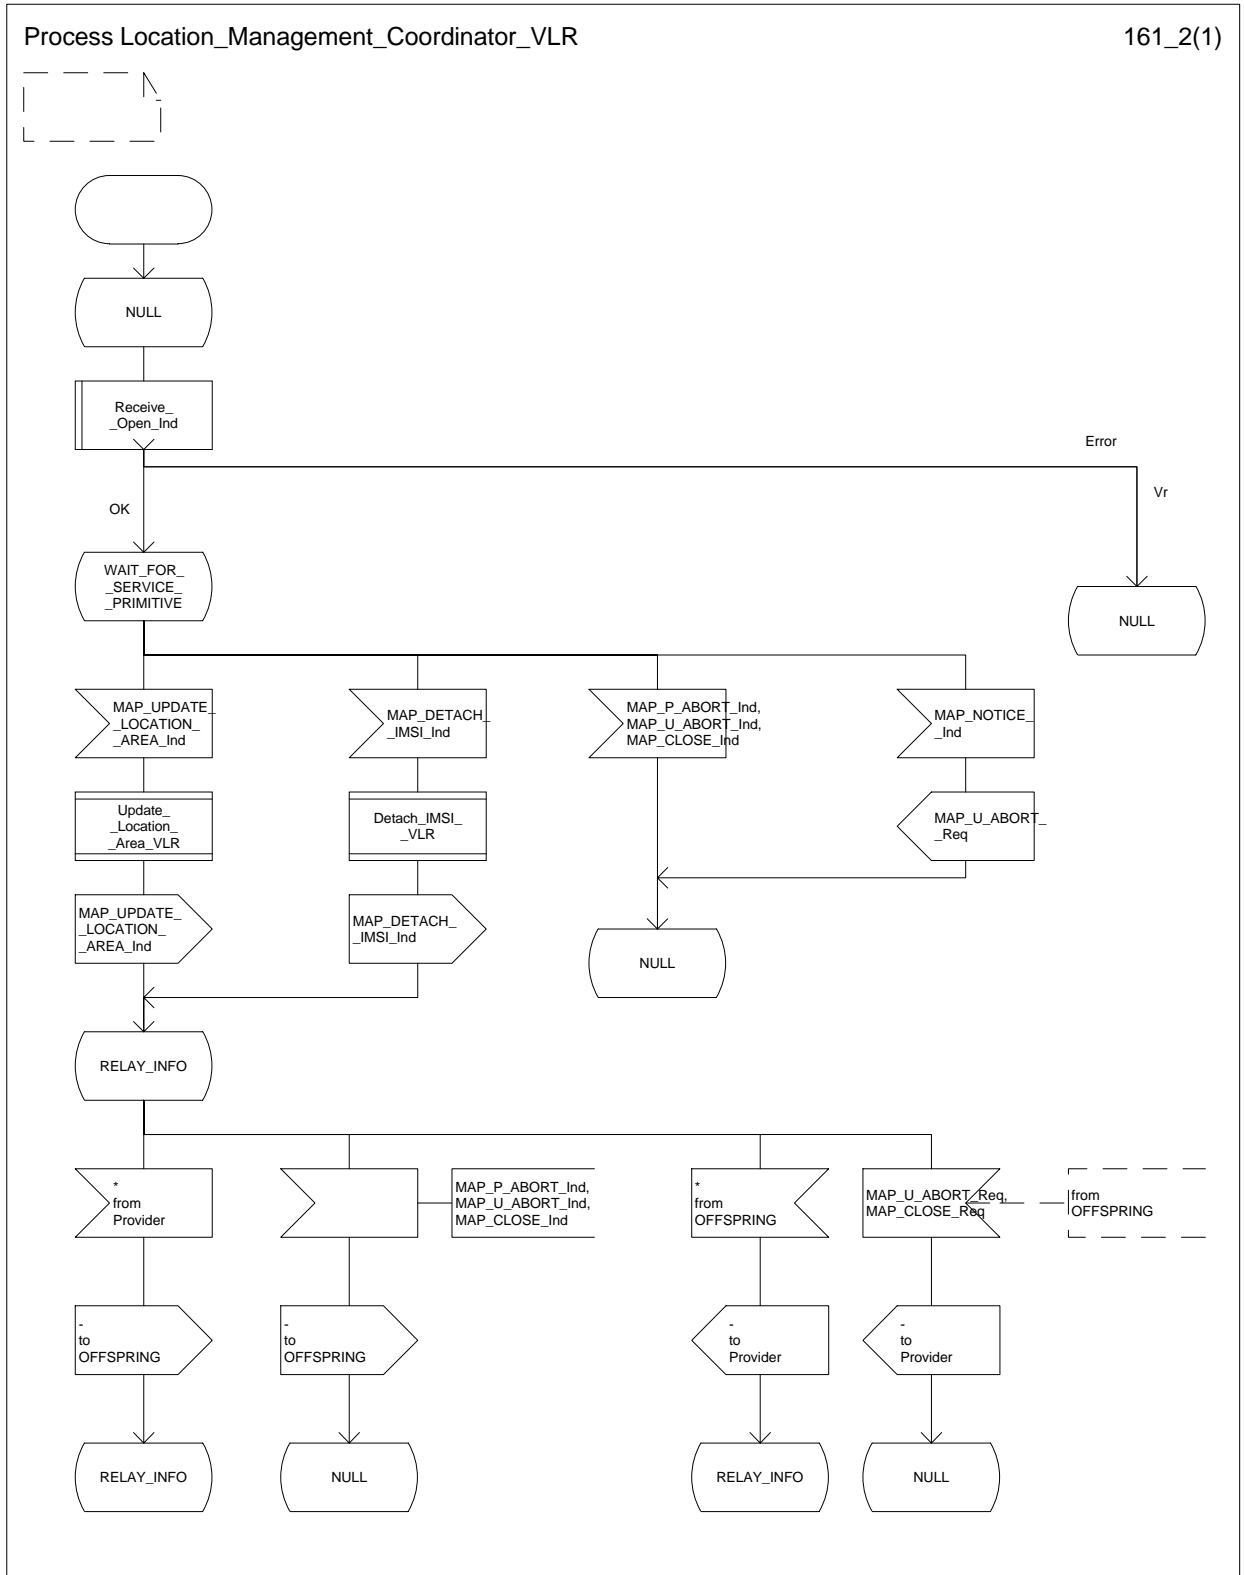 Process Location_Management_Coordinator_VLR
161_2(1)
NULL
Receive_
_Open_Ind
Error
Vr
OK
WAIT_FOR_
_SERVICE_
_PRIMITIVE
NULL
MAP_UPDATE_
_LOCATION_
_AREA_Ind
MAP_DETACH_
_IMSI_Ind
MAP_P_ABORT_Ind,
MAP_U_ABORT_Ind,
MAP_CLOSE_Ind
MAP_NOTICE_
_Ind
Update_
_Location_
_Area_VLR
Detach_IMSI_
_VLR
MAP_U_ABORT_
_Req
MAP_UPDATE_
_LOCATION_
_AREA_Ind
MAP_DETACH_
_IMSI_Ind
NULL
RELAY_INFO
*
from
Provider
MAP_P_ABORT_Ind,
MAP_U_ABORT_Ind,
MAP_CLOSE_Ind
*
from
OFFSPRING
MAP_U_ABORT_Req,
MAP_CLOSE_Req
from
OFFSPRING
-
to
OFFSPRING
-
to
OFFSPRING
-
to
Provider
-
to
Provider
RELAY_INFO
NULL
RELAY_INFO
NULL